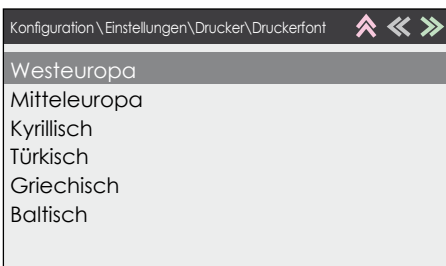 Konfiguration\Einstellungen\Drucker\Druckerfont
Westeuropa
Mitteleuropa
Kyrillisch
Türkisch
Griechisch
Baltisch